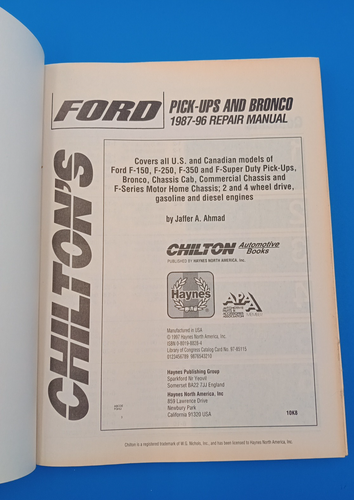 CHILTON'S
FORD
PICK-UPS AND BRONCO
1987-96 REPAIR MANUAL
Covers all U.S. and Canadian models of
Ford F-150, F-250, F-350 and F-Super Duty Pick-Ups,
Bronco, Chassis Cab, Commercial Chassis and
F-Series Motor Home Chassis; 2 and 4 wheel drive,
gasoline and diesel engines
by Jaffer A. Ahmad
CHILTON Automotive
Books
PUBLISHED BY HAYNES NORTH AMERICA, Inc.
Haynes
APA
MEMBER
Manufactured in USA
© 1997 Haynes North America, Inc.
Haynes Publishing Group
Sparkford Nr Yeovil
Somerset BA22 7JJ England
Haynes North America, Inc
859 Lawrence Drive
Newbury Park
California 91320 USA
10K8
Chilton is a registered trademark of W.G. Nichols, Inc., and has been licensed to Haynes North America, Inc.